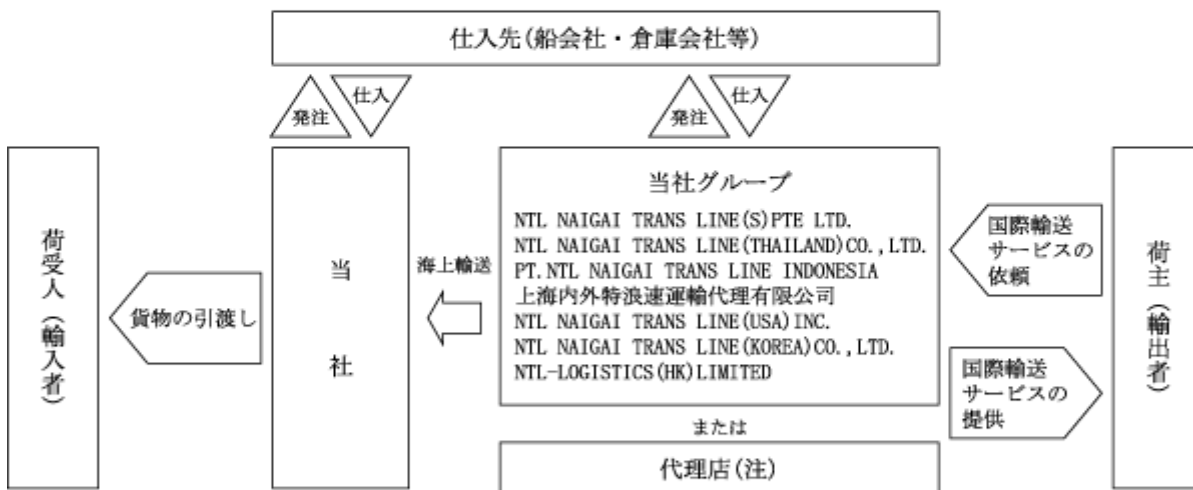 仕入先(船会社・倉庫会社等)
発注
仕入
発注
仕入
荷受人(輸入者)
貨物の引渡し
当社
海上輸送
当社グループ
NTL NAIGAI TRANS LINE(S)PTE LTD.
NTL NAIGAI TRANS LINE(THAILAND)CO.,LTD.
PT.NTL NAIGAI TRANS LINE INDONESIA
上海内外特浪速運輸代理有限公司
NTL NAIGAI TRANS LINE(USA)INC.
NTL NAIGAI TRANS LINE(KOREA)CO.,LTD.
NTL-LOGISTICS(HK)LIMITED
または
代理店(注)
国際輸送
サービスの
依頼
国際輸送
サービスの
提供
荷主(輸出者)